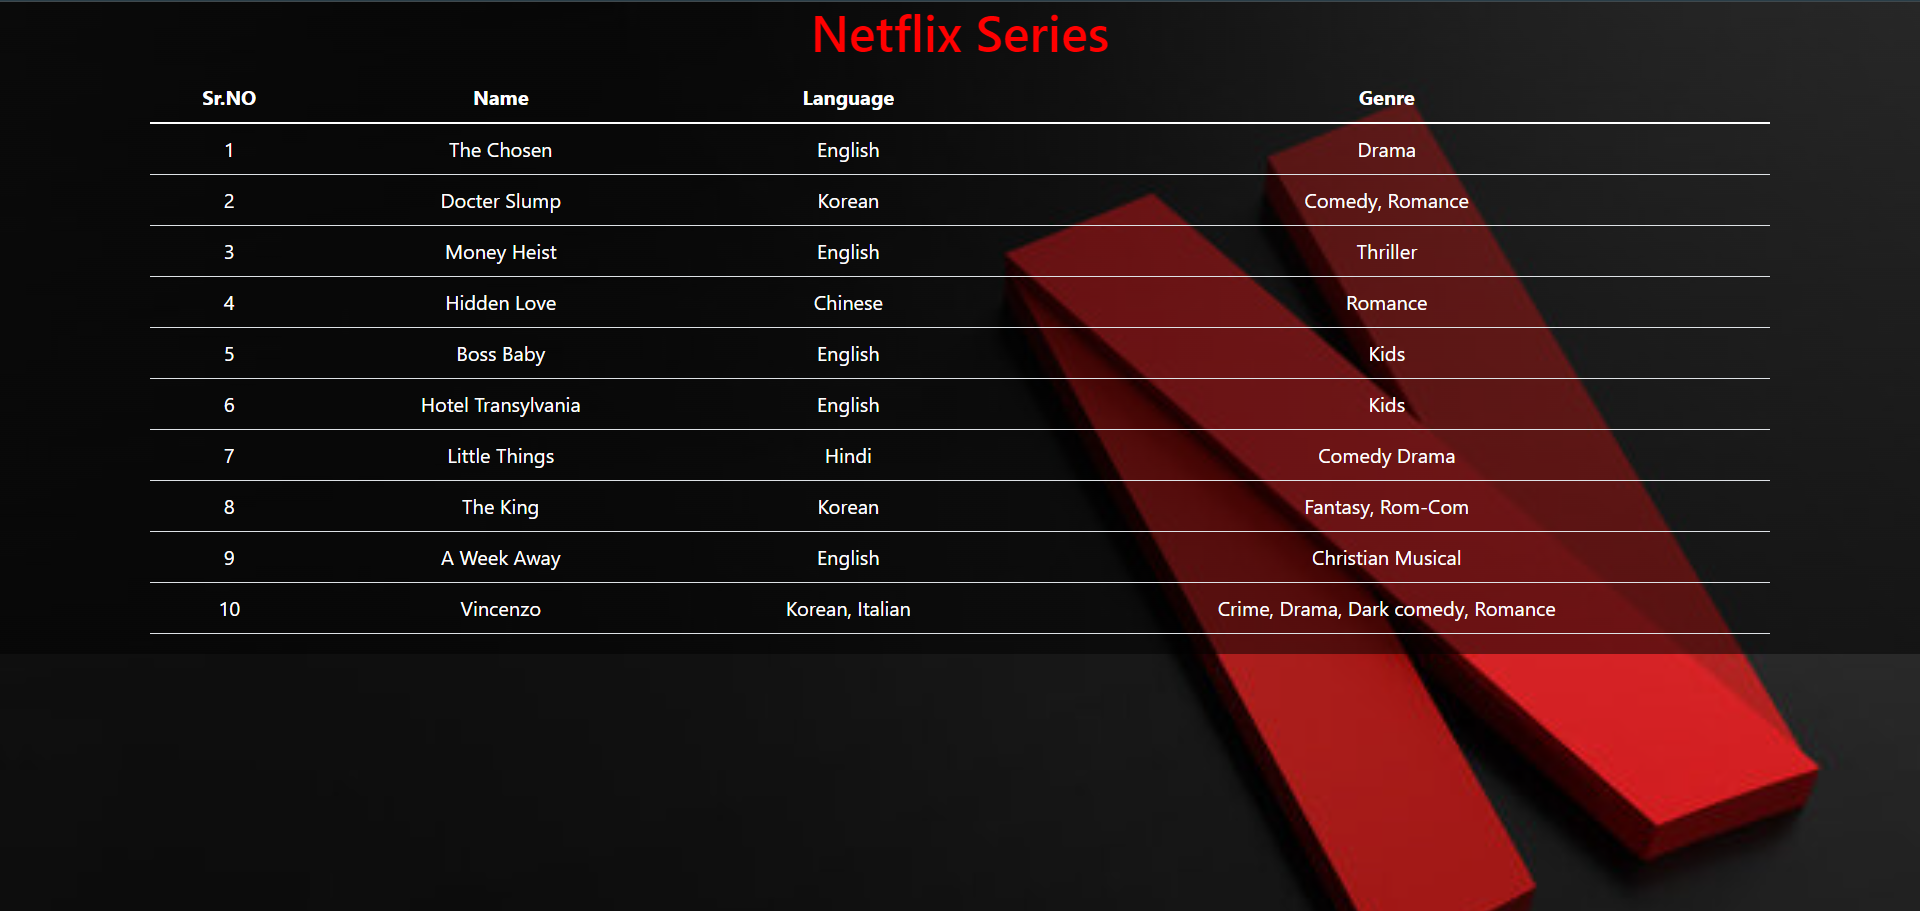 Netflix Series
Sr.NO Name Language Genre
1 The Chosen English Drama
2 Docter Slump Korean Comedy, Romance
3 Money Heist English Thriller
4 Hidden Love Chinese Romance
5 Boss Baby English Kids
6 Hotel Transylvania English Kids
7 Little Things Hindi Comedy Drama
8 The King Korean Fantasy, Rom-Com
9 A Week Away English Christian Musical
10 Vincenzo Korean, Italian Crime, Drama, Dark comedy, Romance